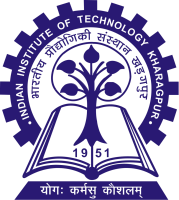 INDIAN INSTITUTE OF TECHNOLOGY KHARAGPUR
भारतीय प्रौद्योगिकी संस्थान खड़गपुर
1951
योगः कर्मसु कौशलम्